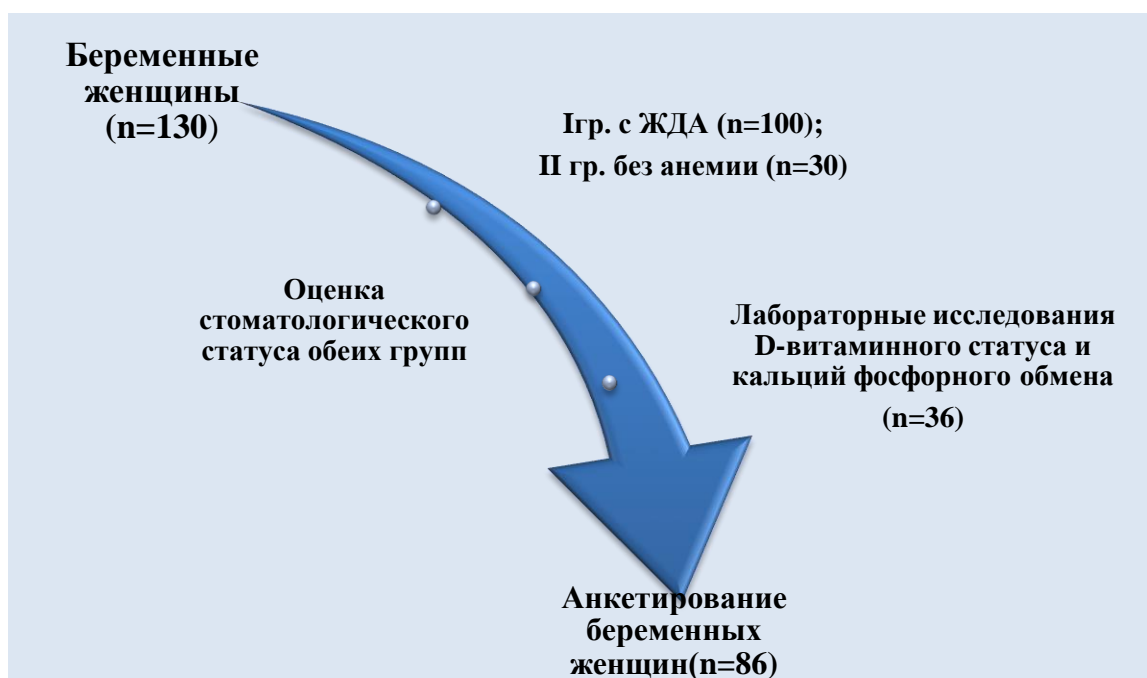 Беременные
женщины
(n=130)
Iгр. с ЖДА (n=100);
II гр. без анемии (n=30)
Оценка
стоматологического
статуса обеих групп
Лабораторные исследования
D-витаминного статуса и
кальций фосфорного обмена
(n=36)
Анкетирование
беременных
женщин(n=86)